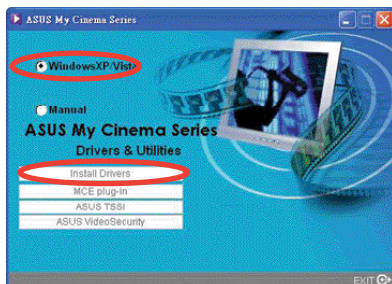 ASUS My Cinema Series
WindowsXP/Vista
Manual
ASUS My Cinema Series
Drivers & Utilities
Install Drivers
MCE plug-in
ASUS TSSI
ASUS VideoSecurity
EXIT